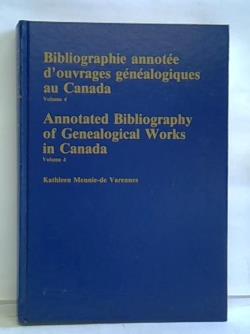 Bibliographie annotée
d'ouvrages généalogiques
au Canada
Volume 4
Annotated Bibliography
of Genealogical Works
in Canada
Volume 4
Kathleen Mennie-de Varennes